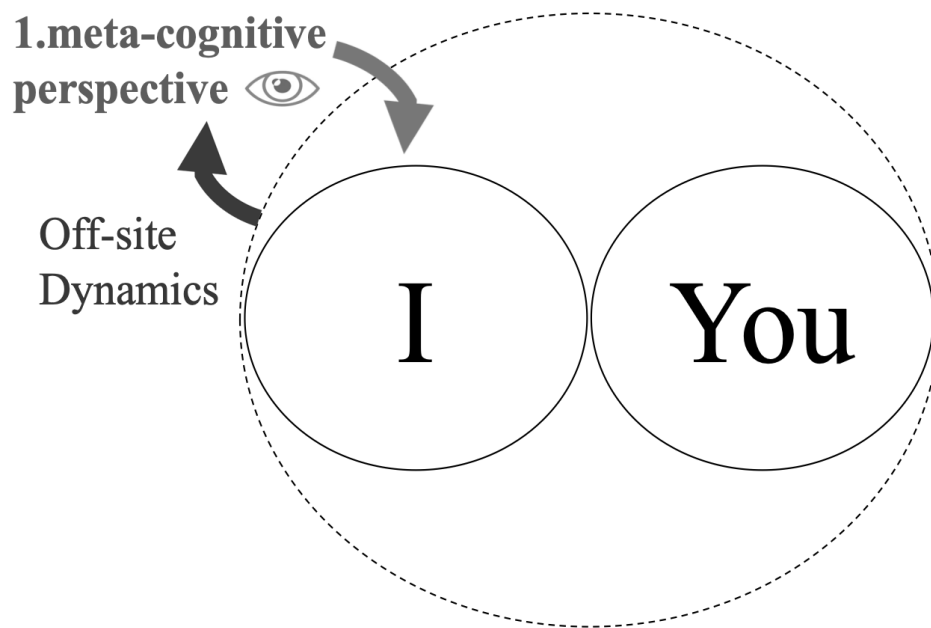 1.meta-cognitive
perspective
Off-site
Dynamics
I
You